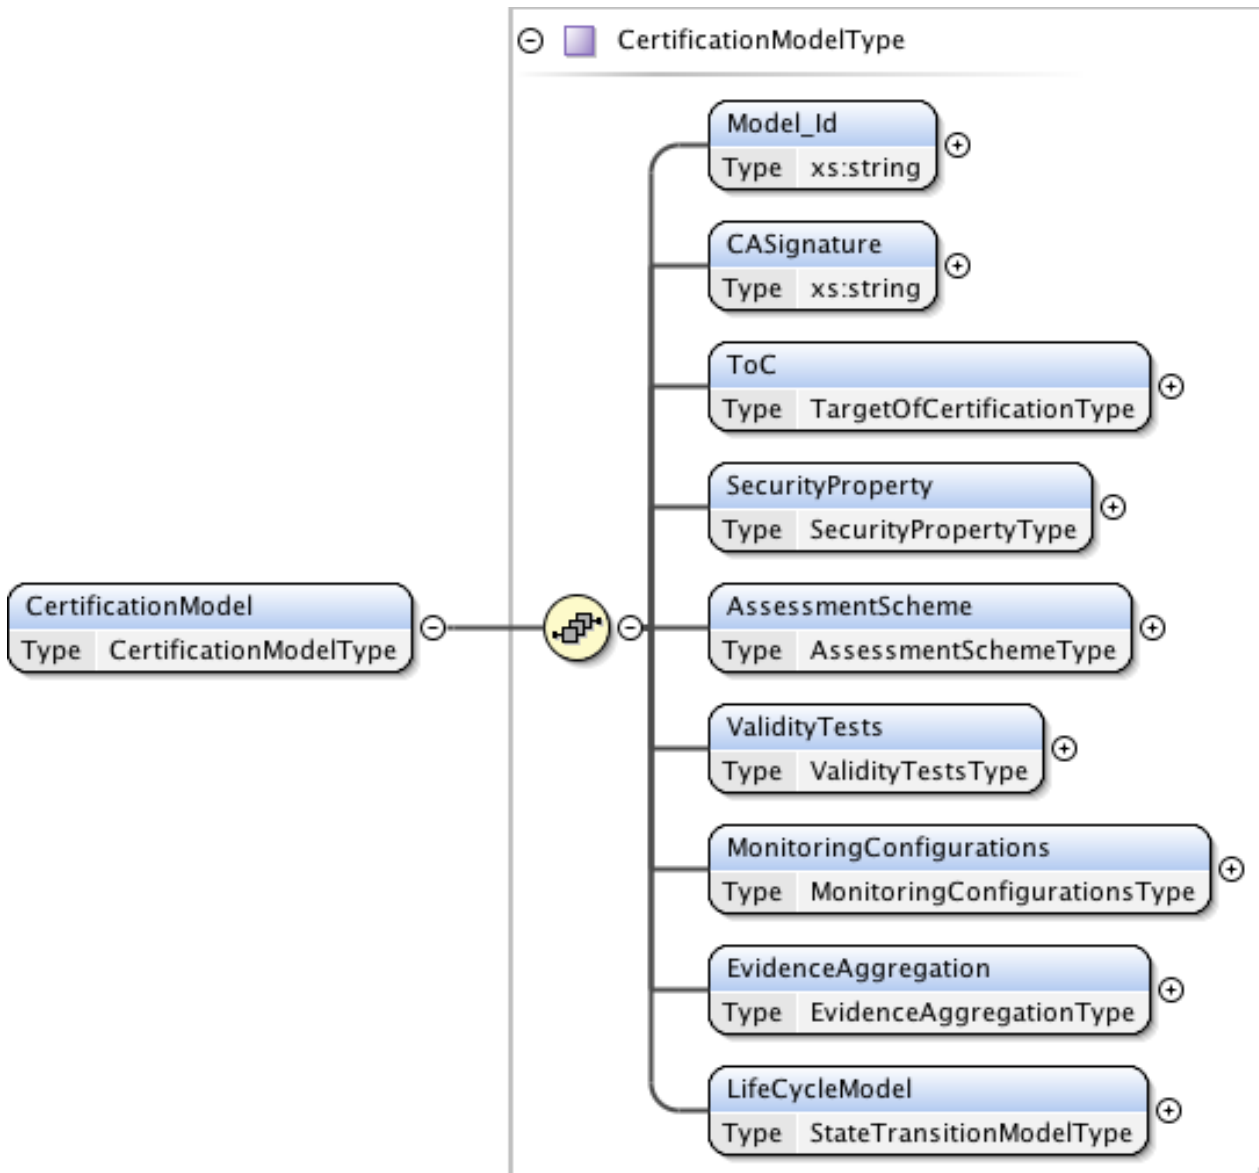 CertificationModelType
Model_Id
Type xs:string
CASignature
Type xs:string
ToC
Type TargetOfCertificationType
SecurityProperty
Type SecurityPropertyType
CertificationModel
Type CertificationModelType
AssessmentScheme
Type AssessmentSchemeType
ValidityTests
Type ValidityTestsType
MonitoringConfigurations
Type MonitoringConfigurationsType
EvidenceAggregation
Type EvidenceAggregationType
LifeCycleModel
Type StateTransitionModelType